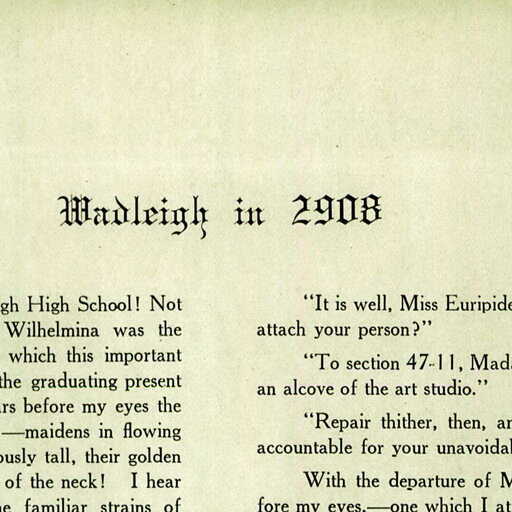 Wadleigh in 2908
gh High School! Not
Wilhelmina was the
which this important
the graduating present
rs before my eyes the
—maidens in flowing
ously tall, their golden
of the neck! I hear
e familiar strains of
"It is well, Miss Euripide
attach your person?"
"To section 47-11, Mada
an alcove of the art studio."
"Repair thither, then, an
accountable for your unavoidab
With the departure of M
fore my eyes,—one which I at